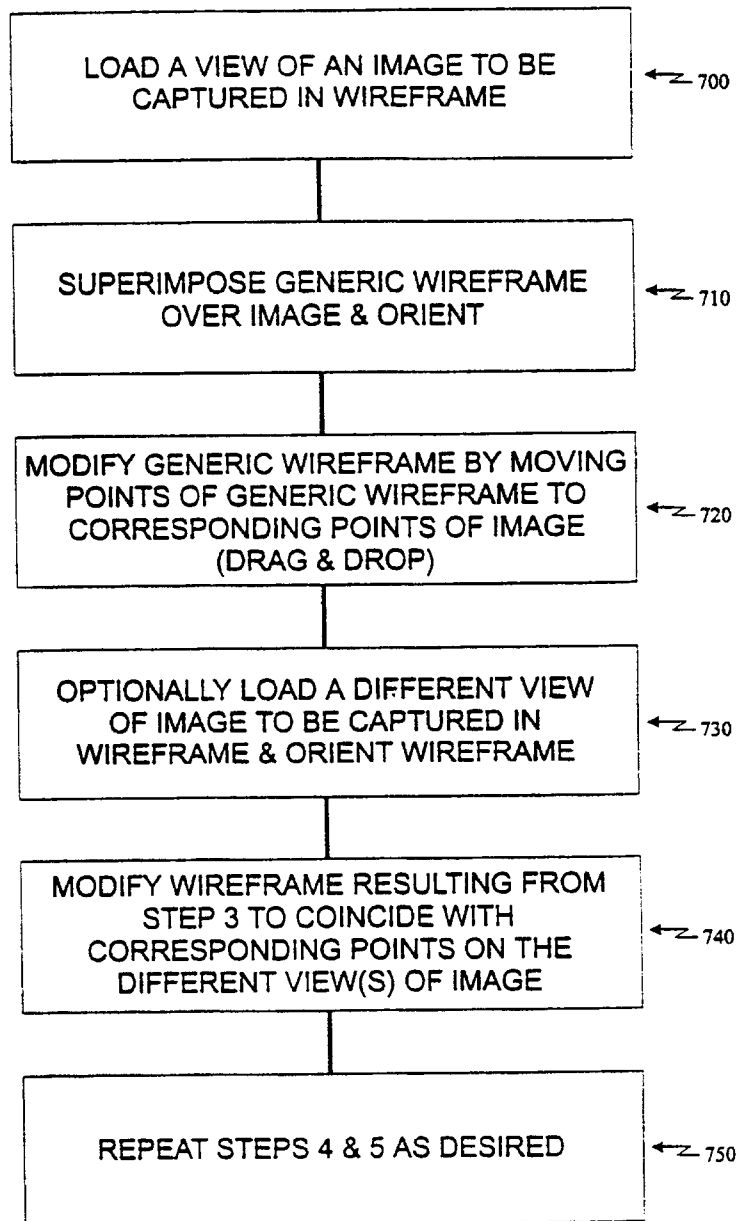 LOAD A VIEW OF AN IMAGE TO BE
CAPTURED IN WIREFRAME
700
SUPERIMPOSE GENERIC WIREFRAME
OVER IMAGE & ORIENT
710
MODIFY GENERIC WIREFRAME BY MOVING
POINTS OF GENERIC WIREFRAME TO
CORRESPONDING POINTS OF IMAGE
(DRAG & DROP)
720
OPTIONALLY LOAD A DIFFERENT VIEW
OF IMAGE TO BE CAPTURED IN
WIREFRAME & ORIENT WIREFRAME
730
MODIFY WIREFRAME RESULTING FROM
STEP 3 TO COINCIDE WITH
CORRESPONDING POINTS ON THE
DIFFERENT VIEW(S) OF IMAGE
740
REPEAT STEPS 4 & 5 AS DESIRED
750